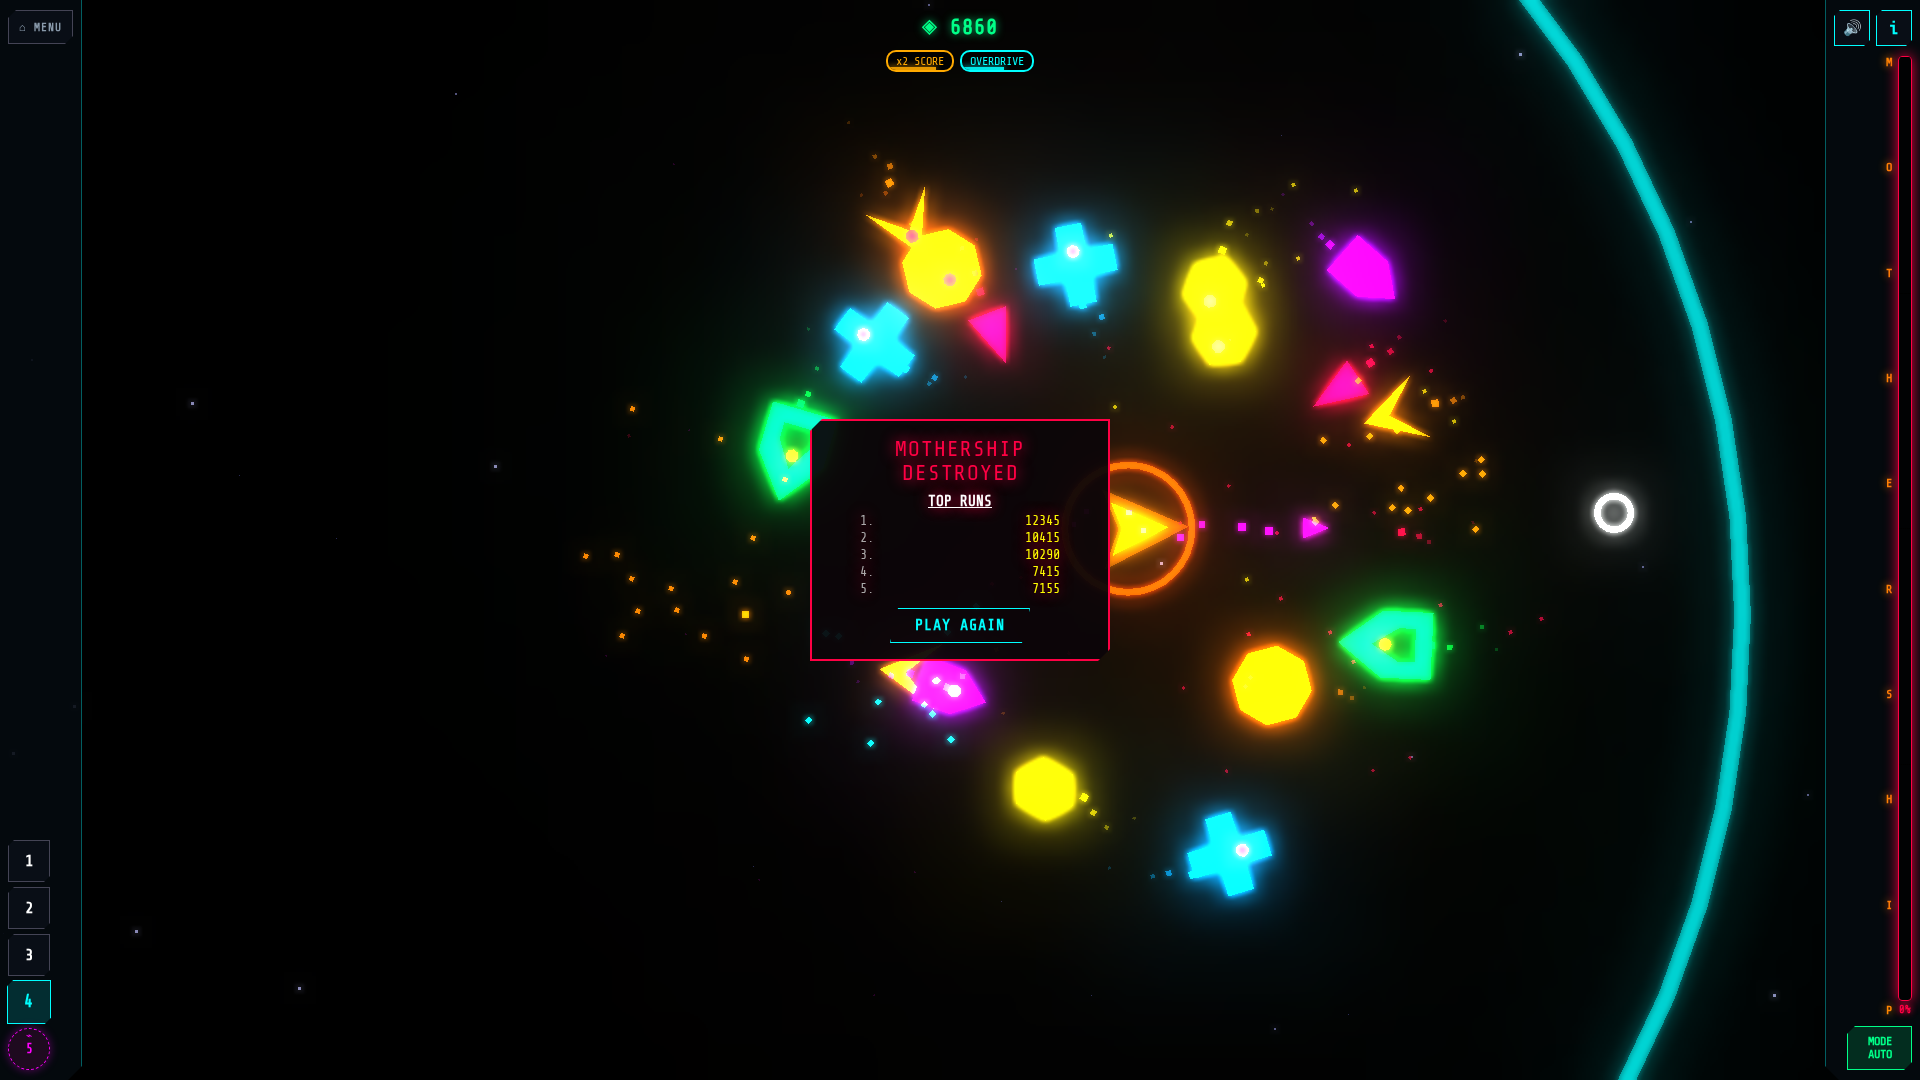 ⌂ MENU
◈ 6860
x2 SCORE
OVERDRIVE
i
MOTHERSHIP
DESTROYED
TOP RUNS
1. 12345
2. 10415
3. 10290
4. 7415
5. 7155
PLAY AGAIN
1
2
3
4
5
M
O
T
H
E
R
S
H
I
P
0%
MODE
AUTO